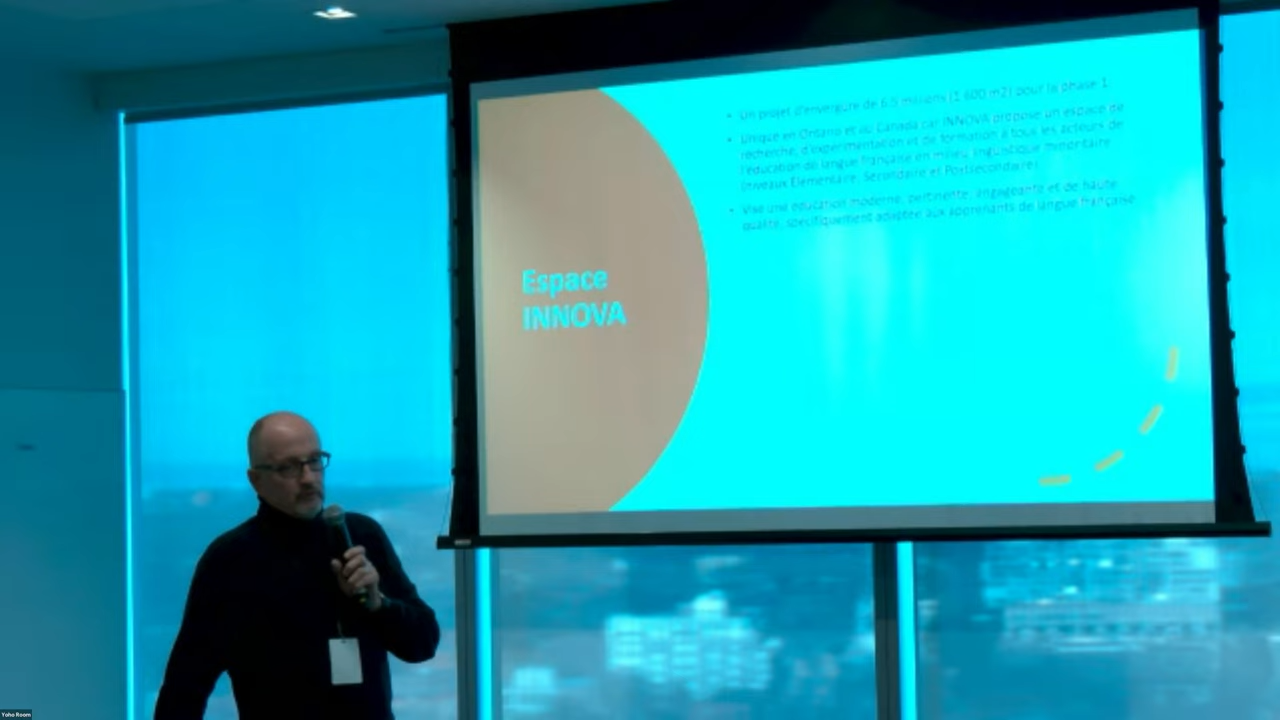 Espace
INNOVA
• Un projet d'envergure de 6.5 millions (1 600 m2) pour la phase 1.
• Unique en Ontario et au Canada car INNOVA propose un espace de
recherche, d'expérimentation et de formation à tous les acteurs de
l'éducation de langue française en milieu linguistique minoritaire
(niveaux Élémentaire, Secondaire et Postsecondaire)
• Vise une éducation moderne, pertinente, engageante et de haute
qualité, spécifiquement adaptée aux apprenants de langue française
Yoho Room